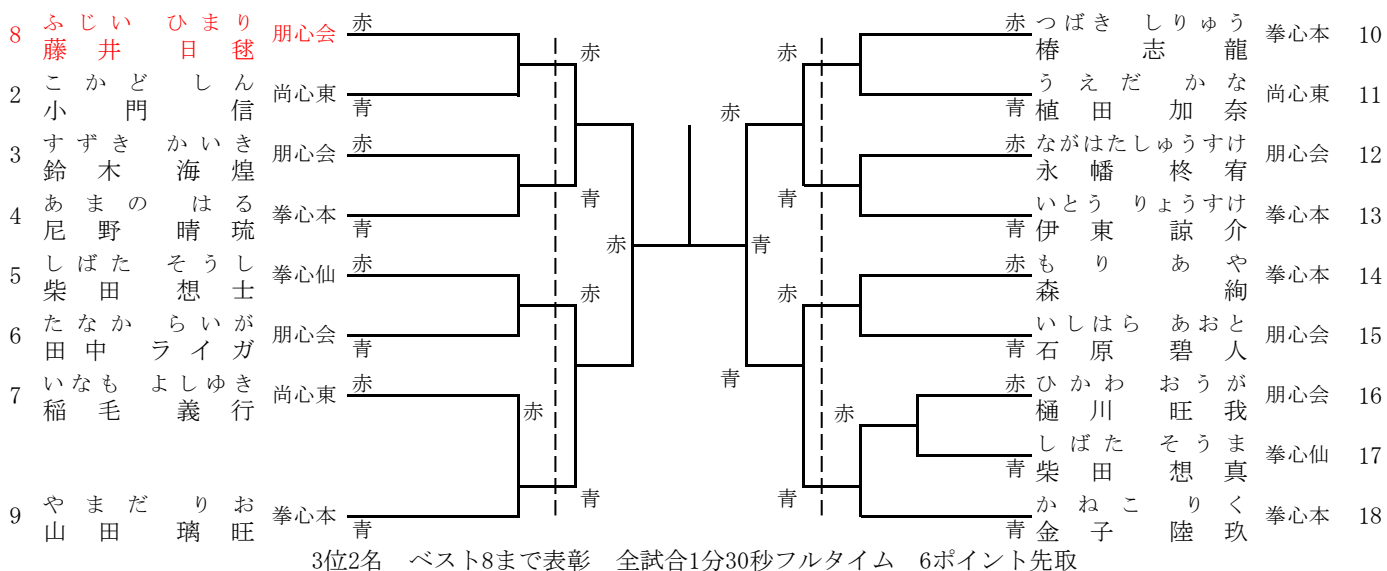 8 ふじい ひまり 朋心会 赤
藤井 日毬
2 こかど しん 尚心東 青
小門 信
3 すずき かいき 朋心会 赤
鈴木 海煌
4 あまの はる 拳心本 青
尼野 晴琉
5 しばた そうし 拳心仙 赤
柴田 想士
6 たなか らいが 朋心会 青
田中 ライガ
7 いなも よしゆき 尚心東 赤
稲毛 義行
9 やまだ りお 拳心本 青
山田 璃旺
赤
青
赤
赤
赤
青
赤
青
赤
青
赤
青
赤
青
赤 つばき しりゅう 拳心本 10
椿 志龍
うえだ かな 尚心東 11
青 植田 加奈
赤 ながはたしゅうすけ 朋心会 12
永幡 柊宥
いとう りょうすけ 拳心本 13
青 伊東 諒介
赤 もり あや 拳心本 14
森 絢
いしはら あおと 朋心会 15
青 石原 碧人
赤 ひかわ おうが 朋心会 16
樋川 旺我
しばた そうま 拳心仙 17
青 柴田 想真
かねこ りく 拳心本 18
青 金子 陸玖
3位2名 ベスト8まで表彰 全試合1分30秒フルタイム 6ポイント先取